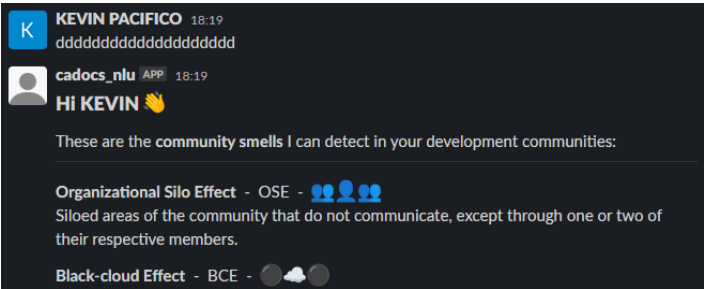 K
KEVIN PACIFICO 18:19
dddddddddddddddddddd
cadocs_nlu APP 18:19
Hi KEVIN 👋
These are the community smells I can detect in your development communities:
Organizational Silo Effect - OSE - 👥👤👥
Siloed areas of the community that do not communicate, except through one or two of
their respective members.
Black-cloud Effect - BCE - ⚫☁️⚫